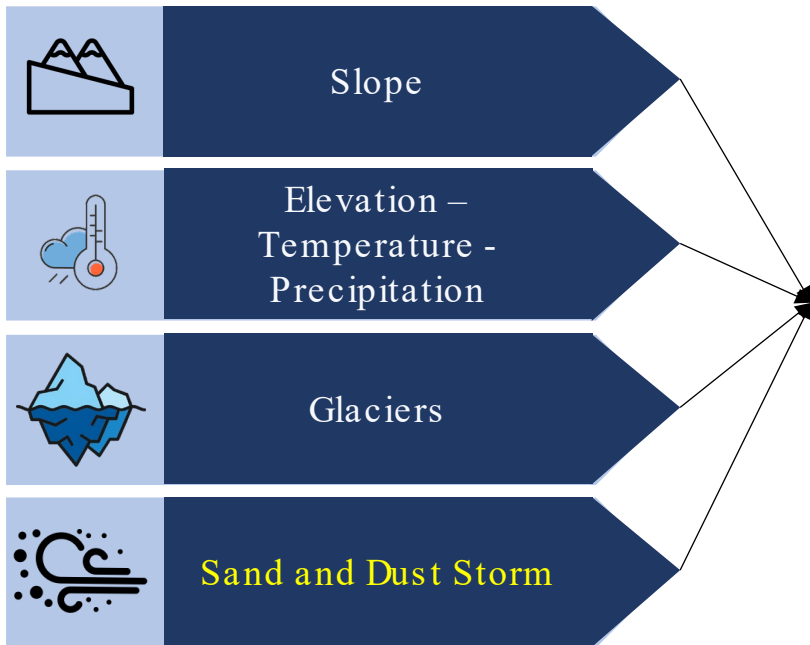 Slope
Elevation –
Temperature -
Precipitation
Glaciers
Sand and Dust Storm